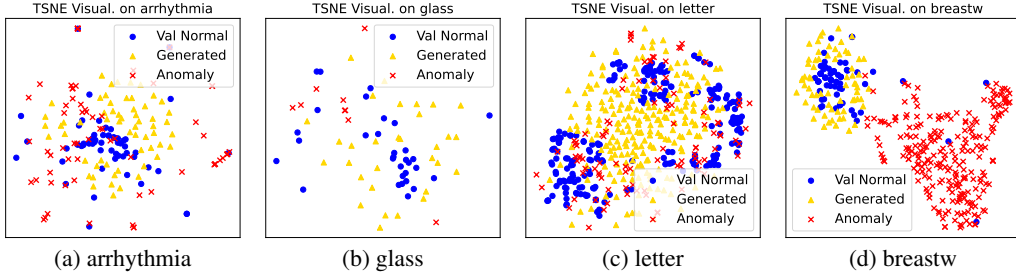 TSNE Visual. on arrhythmia
Val Normal
Generated
Anomaly
(a) arrhythmia
TSNE Visual. on glass
Val Normal
Generated
Anomaly
(b) glass
TSNE Visual. on letter
Val Normal
Generated
Anomaly
(c) letter
TSNE Visual. on breastw
Val Normal
Generated
Anomaly
(d) breastw